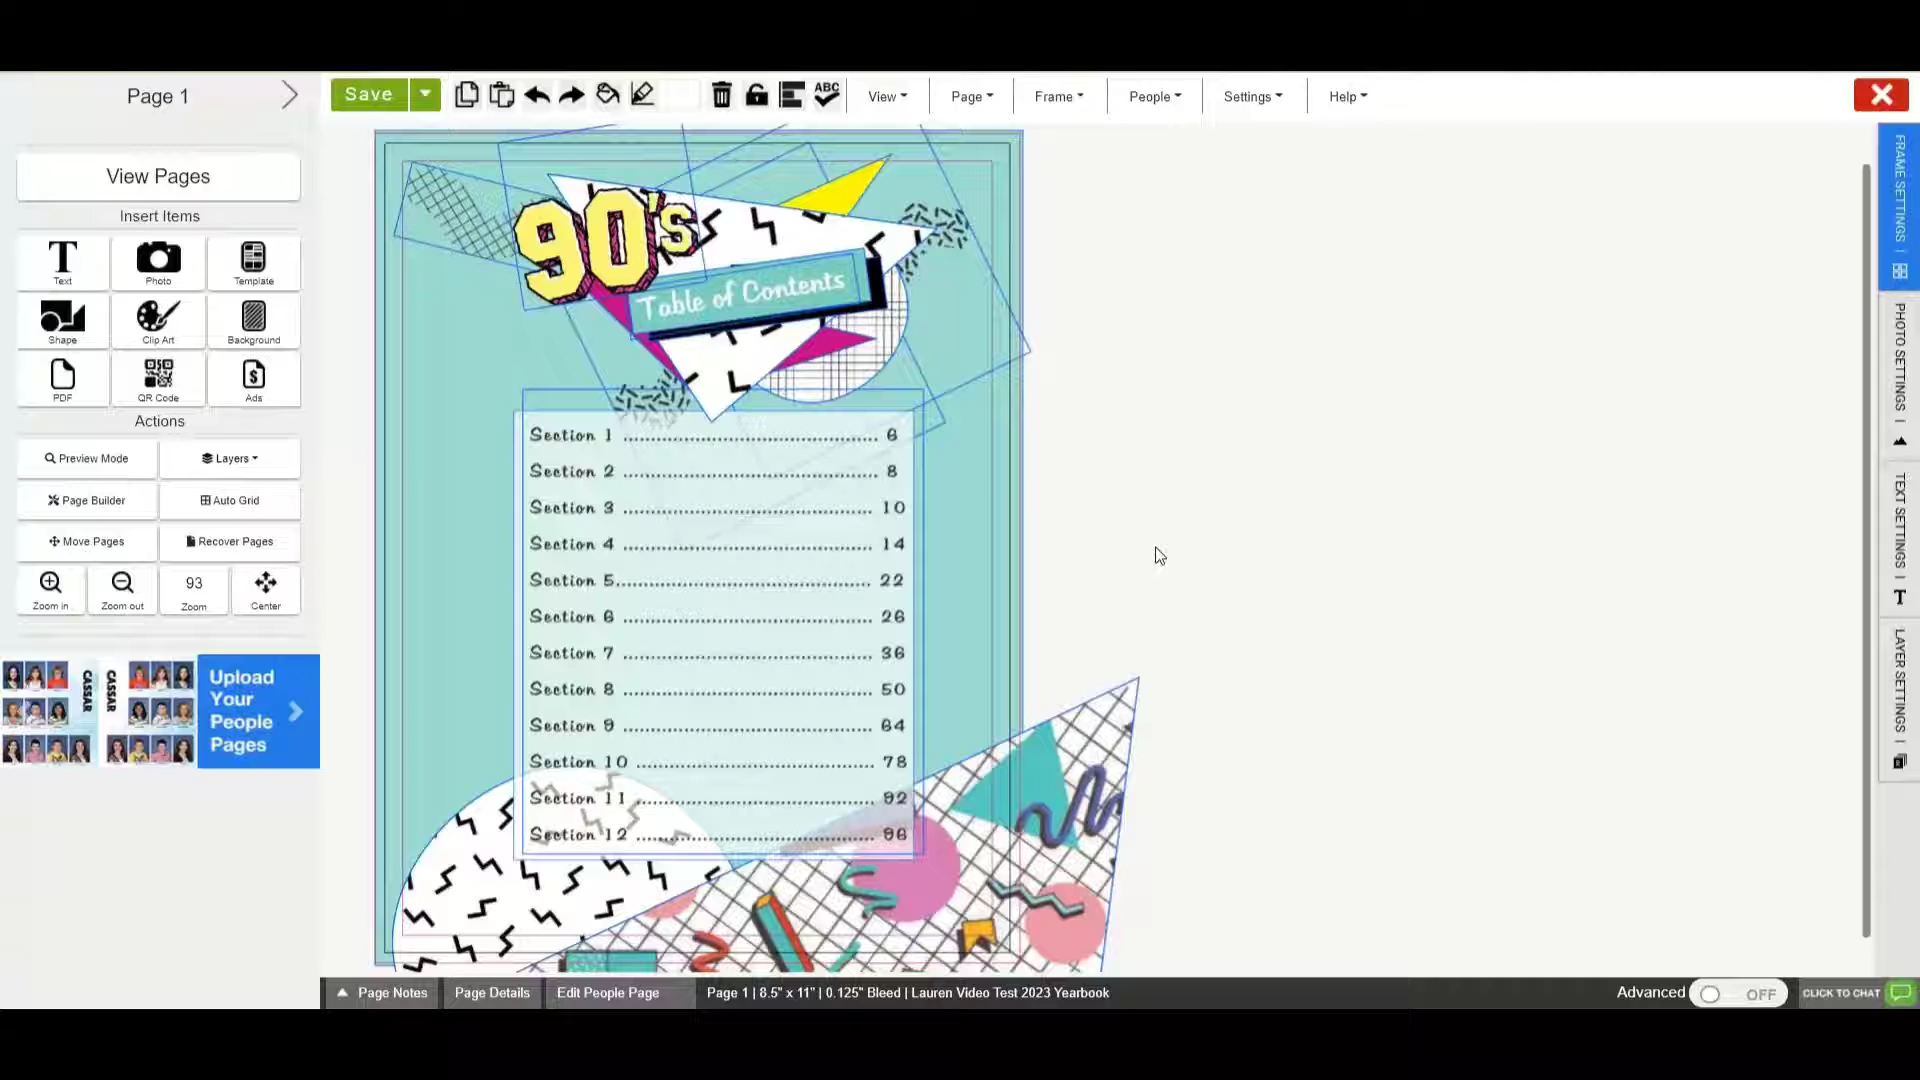 Page 1
Save
ABC
View
Page
Frame
People
Settings
Help
View Pages
Insert Items
Text
Photo
Template
Shape
Clip Art
Background
PDF
QR Code
Ads
Actions
Preview Mode
Layers
Page Builder
Auto Grid
Move Pages
Recover Pages
93
Zoom in
Zoom out
Zoom
Center
CASSAR
CASSAR
Upload
Your
People
Pages
90's
Table of Contents
Section 1 ............................................. 6
Section 2 ............................................. 8
Section 3 ............................................ 10
Section 4 ............................................ 14
Section 5............................................. 22
Section 6 ............................................ 26
Section 7 ............................................ 36
Section 8 ............................................ 50
Section 9 ............................................ 64
Section 10 .......................................... 78
Section 11 .......................................... 92
Section 12 .......................................... 96
FRAME SETTINGS |
PHOTO SETTINGS |
TEXT SETTINGS |
LAYER SETTINGS |
Page Notes
Page Details
Edit People Page
Page 1 | 8.5" x 11" | 0.125" Bleed | Lauren Video Test 2023 Yearbook
Advanced
OFF
CLICK TO CHAT